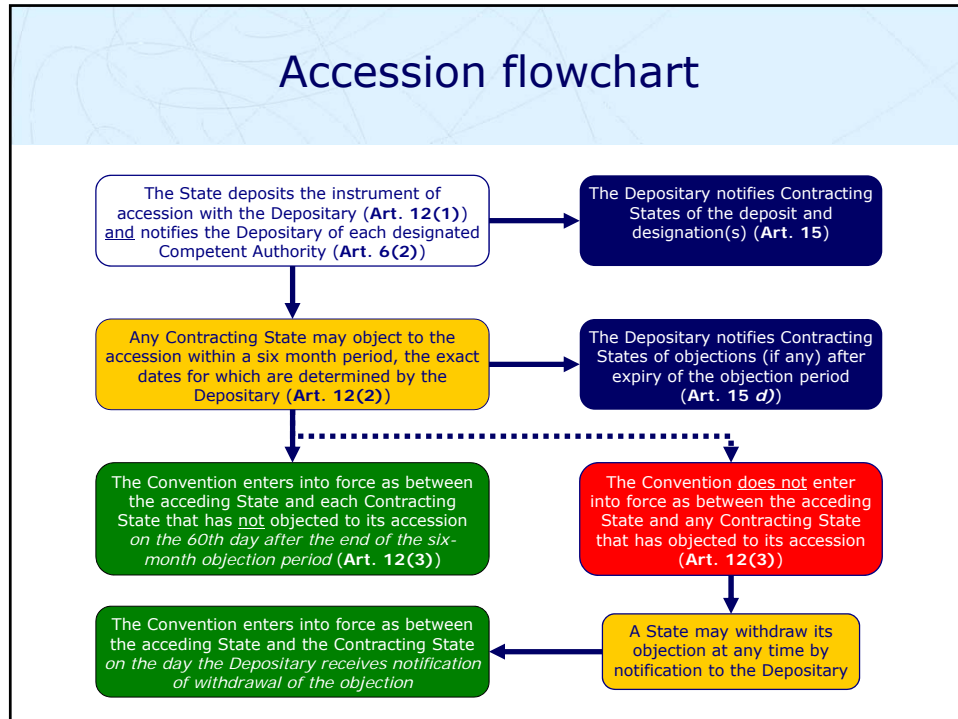 Accession flowchart
The State deposits the instrument of
accession with the Depositary (Art. 12(1))
and notifies the Depositary of each designated
Competent Authority (Art. 6(2))
The Depositary notifies Contracting
States of the deposit and
designation(s) (Art. 15)
Any Contracting State may object to the
accession within a six month period, the exact
dates for which are determined by the
Depositary (Art. 12(2))
The Depositary notifies Contracting
States of objections (if any) after
expiry of the objection period
(Art. 15 d))
The Convention enters into force as between
the acceding State and each Contracting
State that has not objected to its accession
on the 60th day after the end of the six-
month objection period (Art. 12(3))
The Convention does not enter
into force as between the acceding
State and any Contracting State
that has objected to its accession
(Art. 12(3))
The Convention enters into force as between
the acceding State and the Contracting State
on the day the Depositary receives notification
of withdrawal of the objection
A State may withdraw its
objection at any time by
notification to the Depositary